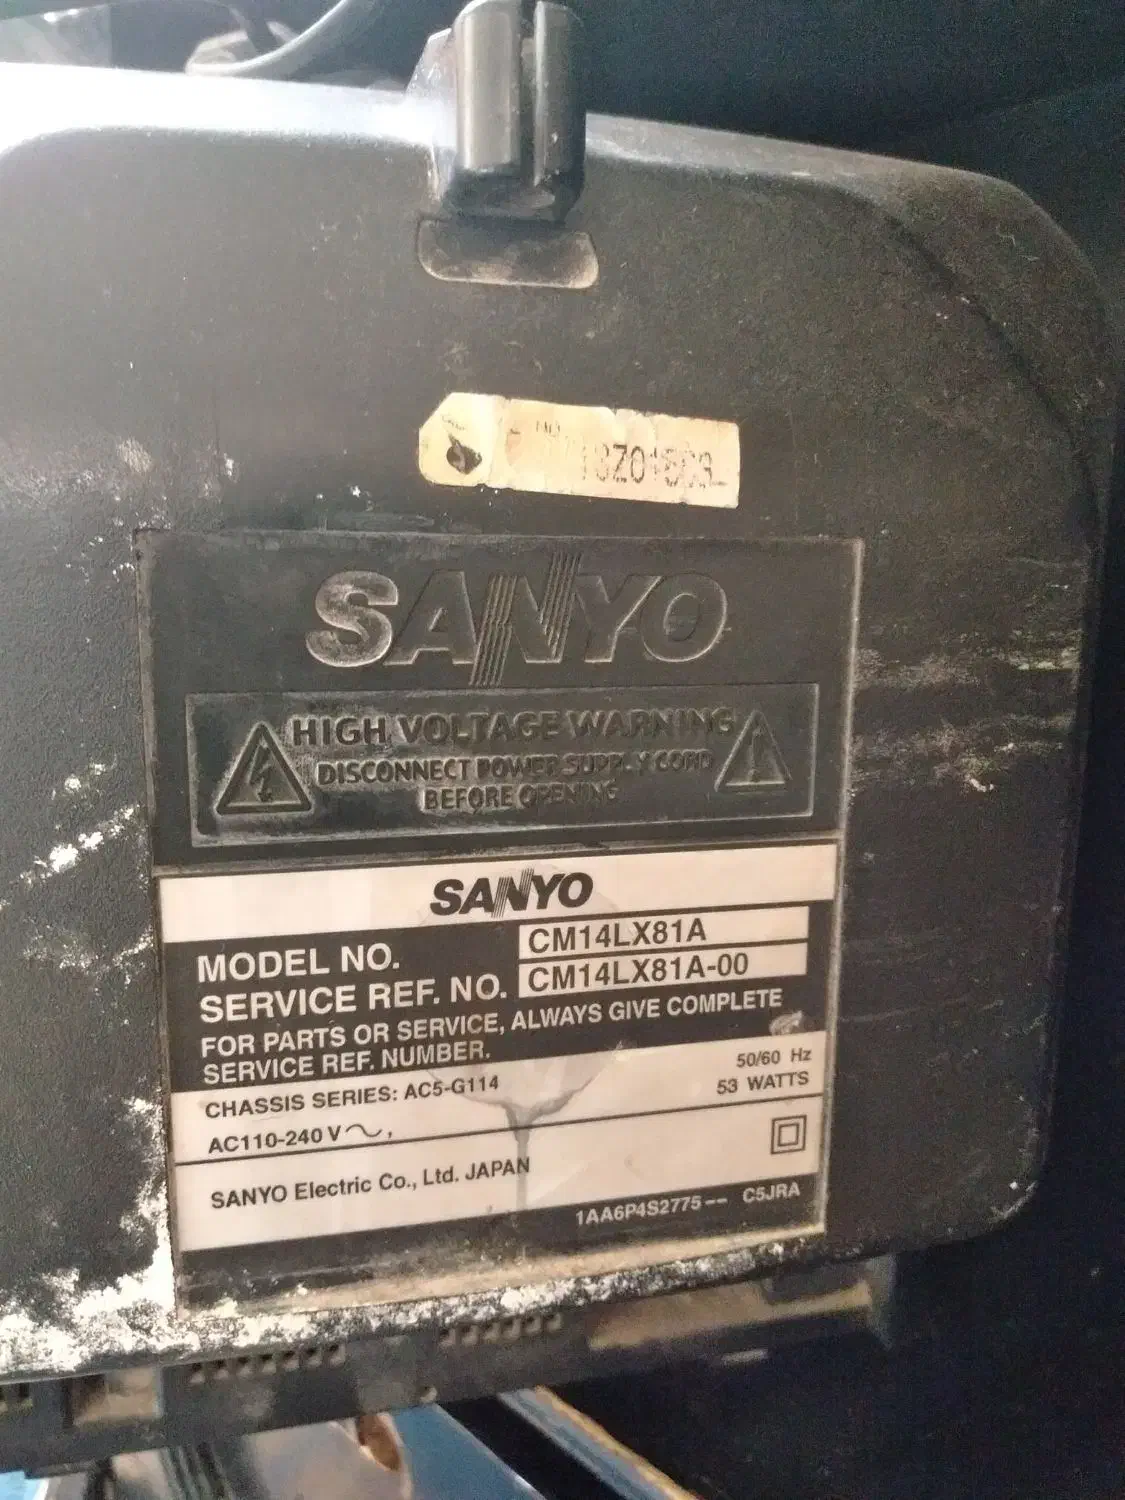 SANYO
HIGH VOLTAGE WARNING
DISCONNECT POWER SUPPLY CORD
BEFORE OPENING
SANYO
MODEL NO. CM14LX81A
SERVICE REF. NO. CM14LX81A-00
FOR PARTS OR SERVICE, ALWAYS GIVE COMPLETE
SERVICE REF. NUMBER.
CHASSIS SERIES: AC5-G114 50/60 Hz
AC110-240V～, 53 WATTS
SANYO Electric Co., Ltd. JAPAN
1AA6P4S2775-- C5JRA